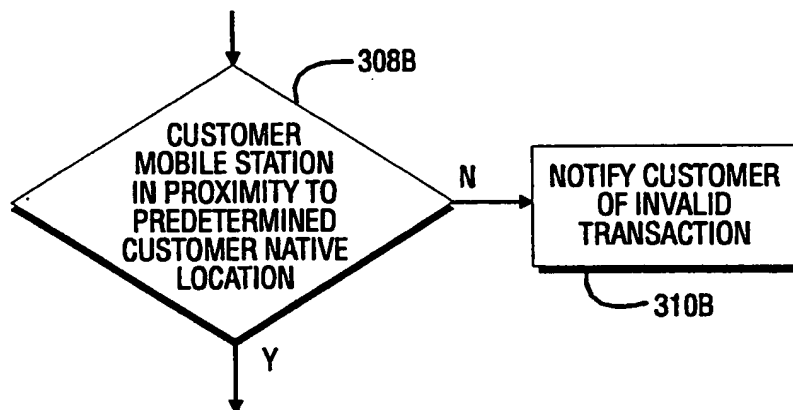 308B
CUSTOMER
MOBILE STATION
IN PROXIMITY TO
PREDETERMINED
CUSTOMER NATIVE
LOCATION
N
NOTIFY CUSTOMER
OF INVALID
TRANSACTION
310B
Y